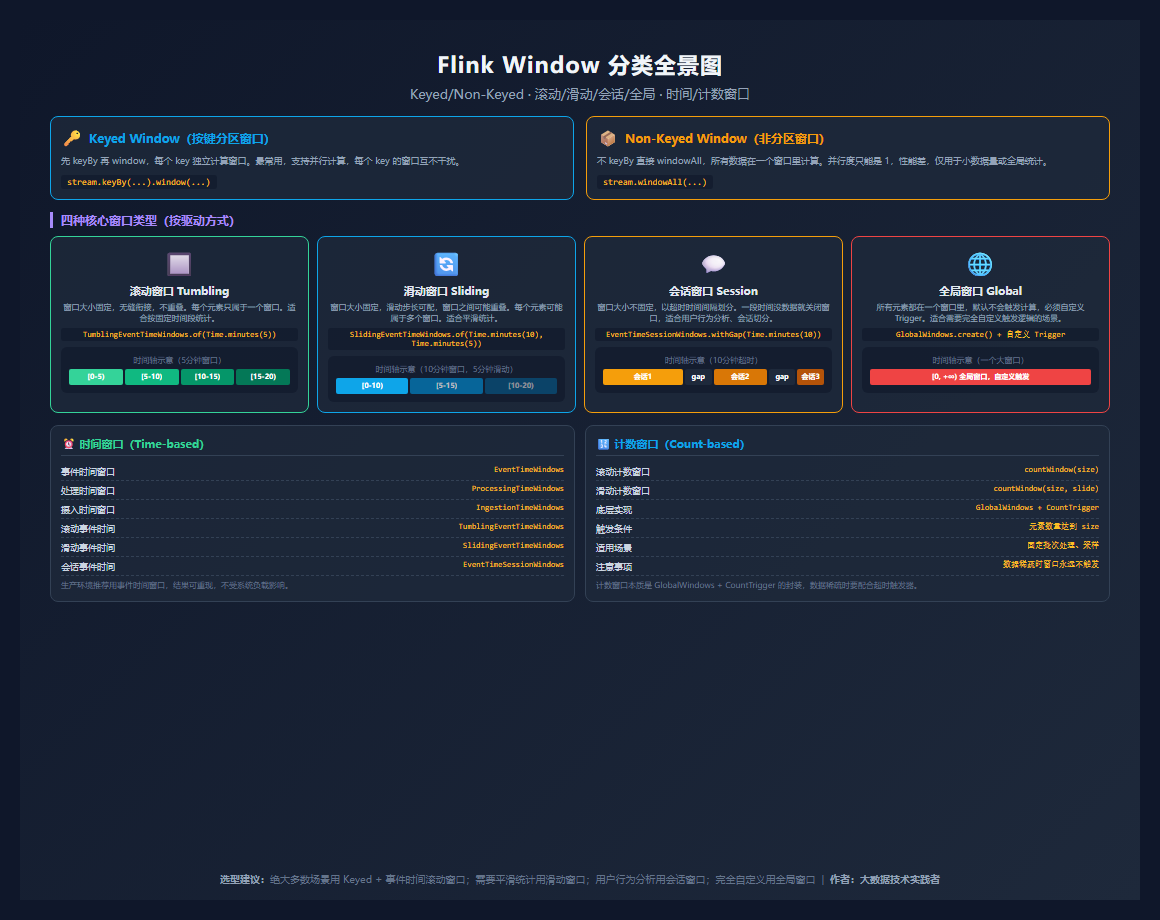 Flink Window 分类全景图
Keyed/Non-Keyed · 滚动/滑动/会话/全局 · 时间/计数窗口
🔑 Keyed Window（按键分区窗口）
先 keyBy 再 window，每个 key 独立计算窗口。最常用，支持并行计算，每个 key 的窗口互不干扰。
stream.keyBy(...).window(...)
📦 Non-Keyed Window（非分区窗口）
不 keyBy 直接 windowAll，所有数据在一个窗口里计算。并行度只能是 1，性能差，仅用于小数据量或全局统计。
stream.windowAll(...)
四种核心窗口类型（按驱动方式）
滚动窗口 Tumbling
窗口大小固定，无缝衔接，不重叠。每个元素只属于一个窗口。适
合按固定时间段统计。
TumblingEventTimeWindows.of(Time.minutes(5))
时间轴示意（5分钟窗口）
[0-5) [5-10) [10-15) [15-20)
滑动窗口 Sliding
窗口大小固定，滑动步长可配，窗口之间可能重叠。每个元素可能
属于多个窗口。适合平滑统计。
SlidingEventTimeWindows.of(Time.minutes(10),
Time.minutes(5))
时间轴示意（10分钟窗口，5分钟滑动）
[0-10) [5-15) [10-20)
会话窗口 Session
窗口大小不固定，以超时时间间隔划分。一段时间没数据就关闭窗
口，适合用户行为分析、会话切分。
EventTimeSessionWindows.withGap(Time.minutes(10))
时间轴示意（10分钟超时）
会话1 gap 会话2 gap 会话3
全局窗口 Global
所有元素都在一个窗口里，默认不会触发计算，必须自定义
Trigger。适合需要完全自定义触发逻辑的场景。
GlobalWindows.create() + 自定义 Trigger
时间轴示意（一个大窗口）
[0, +∞) 全局窗口，自定义触发
⏰ 时间窗口（Time-based）
事件时间窗口 EventTimeWindows
处理时间窗口 ProcessingTimeWindows
摄入时间窗口 IngestionTimeWindows
滚动事件时间 TumblingEventTimeWindows
滑动事件时间 SlidingEventTimeWindows
会话事件时间 EventTimeSessionWindows
生产环境推荐用事件时间窗口，结果可重现，不受系统负载影响。
🔢 计数窗口（Count-based）
滚动计数窗口 countWindow(size)
滑动计数窗口 countWindow(size, slide)
底层实现 GlobalWindows + CountTrigger
触发条件 元素数量达到 size
适用场景 固定批次处理、采样
注意事项 数据稀疏时窗口永远不触发
计数窗口本质是 GlobalWindows + CountTrigger 的封装，数据稀疏时要配合超时触发器。
选型建议：绝大多数场景用 Keyed + 事件时间滚动窗口；需要平滑统计用滑动窗口；用户行为分析用会话窗口；完全自定义用全局窗口 | 作者：大数据技术实践者